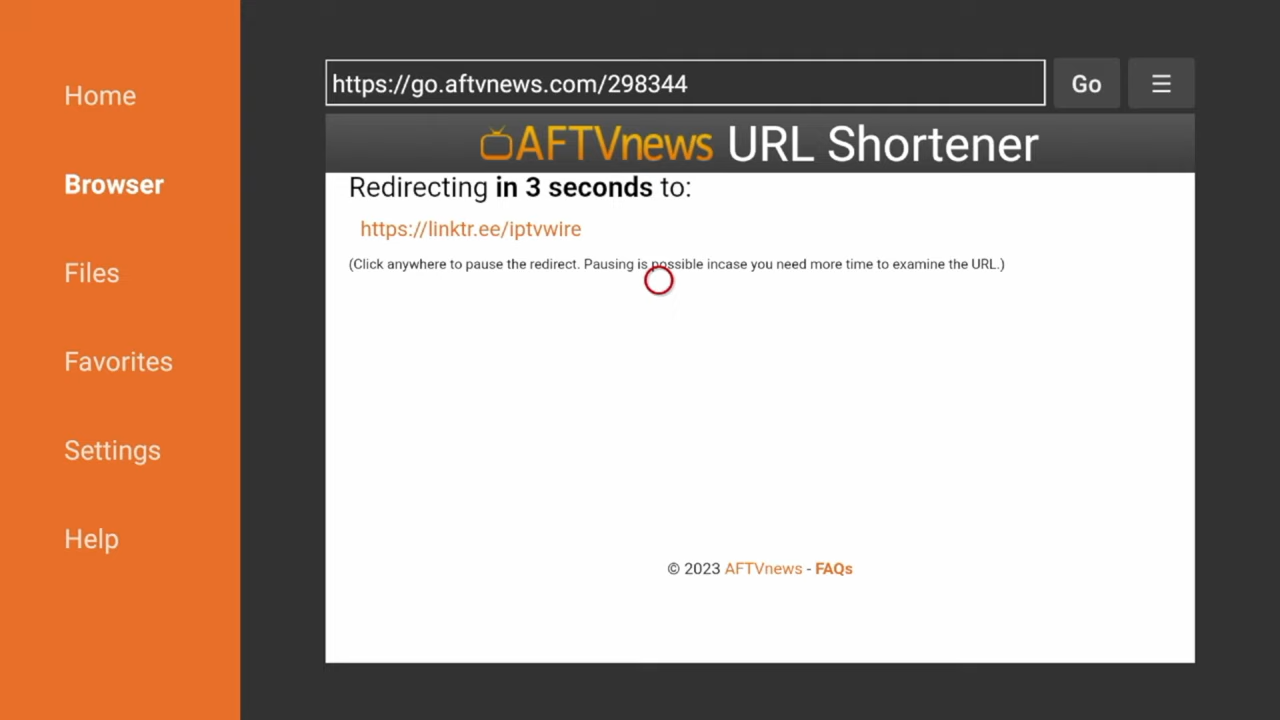 Home
Browser
Files
Favorites
Settings
Help
https://go.aftvnews.com/298344
Go
☰
AFTVnews URL Shortener
Redirecting in 3 seconds to:
https://linktr.ee/iptvwire
(Click anywhere to pause the redirect. Pausing is possible incase you need more time to examine the URL.)
© 2023 AFTVnews - FAQs